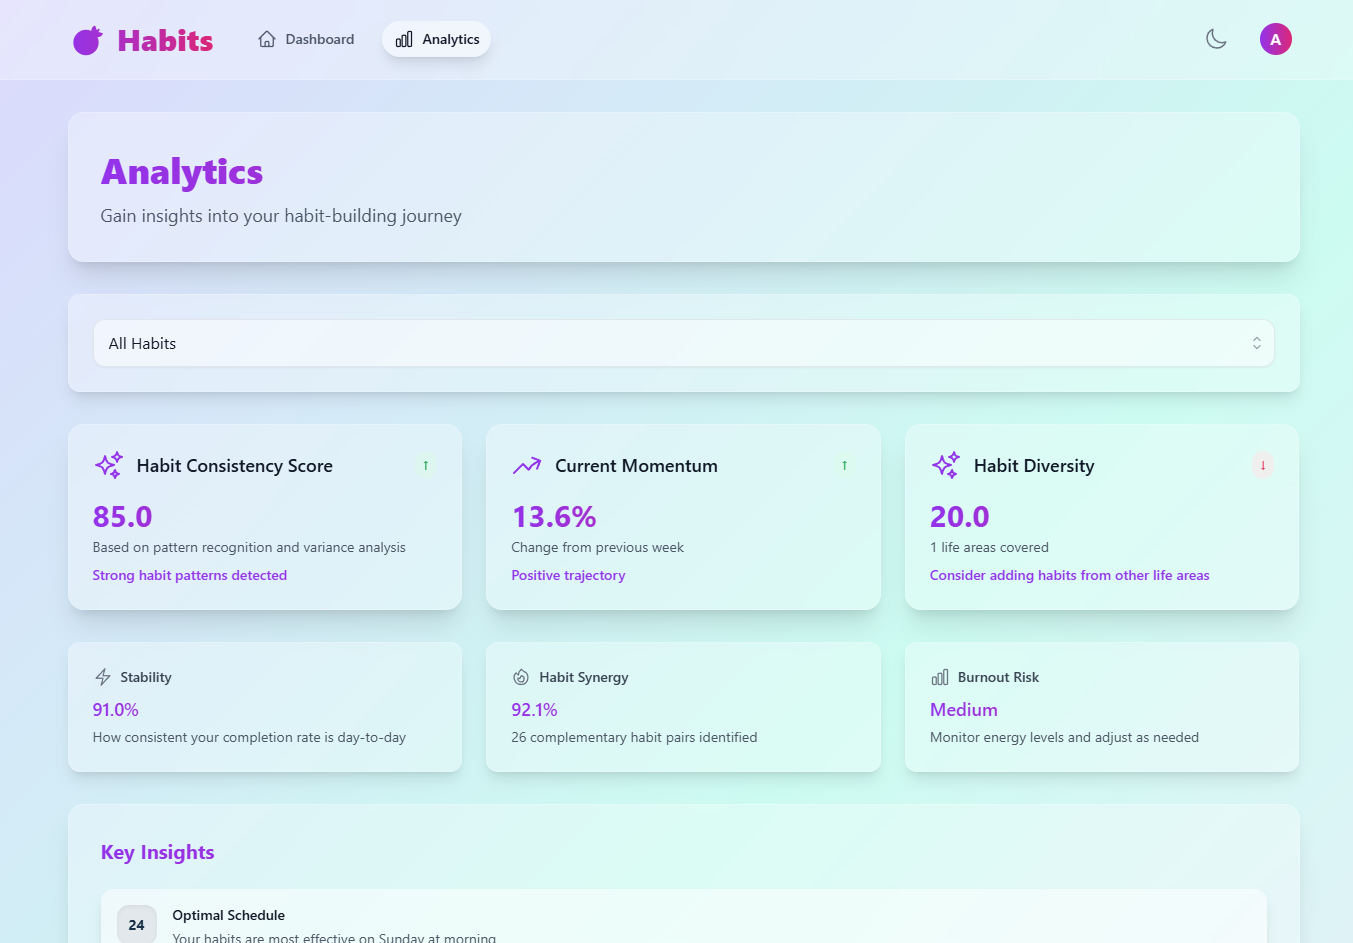 Habits
Dashboard
Analytics
A
Analytics
Gain insights into your habit-building journey
All Habits
Habit Consistency Score
↑
85.0
Based on pattern recognition and variance analysis
Strong habit patterns detected
Current Momentum
↑
13.6%
Change from previous week
Positive trajectory
Habit Diversity
↓
20.0
1 life areas covered
Consider adding habits from other life areas
Stability
91.0%
How consistent your completion rate is day-to-day
Habit Synergy
92.1%
26 complementary habit pairs identified
Burnout Risk
Medium
Monitor energy levels and adjust as needed
Key Insights
24
Optimal Schedule
Your habits are most effective on Sunday at morning